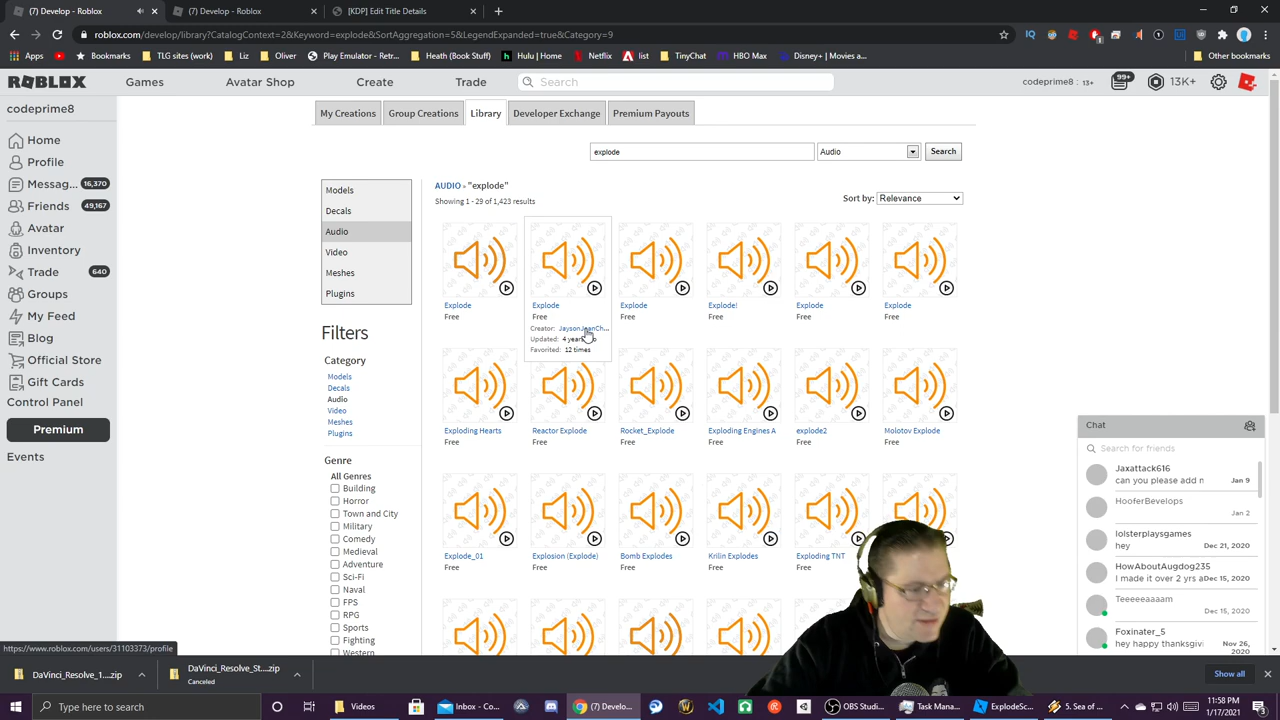 (7) Develop - Roblox
(7) Develop - Roblox
[KDP] Edit Title Details
roblox.com/develop/library?CatalogContext=2&Keyword=explode&SortAggregation=5&LegendExpanded=true&Category=9
Apps
Book
YouTube
Heath
Liz
Oliver
Play Emulator - Retr...
Heath (Book)
Hulu | Home
Netflix
list
TinyChat
HBO Max
Disney+ | Movies a...
Other bookmarks
ROBLOX
Games
Avatar Shop
Create
Trade
Search
codeprime8 : 13+
99+
13K+
codeprime8
Home
Profile
Messag... 16,370
Friends 49,167
Avatar
Inventory
Trade 640
Groups
My Feed
Blog
Official Store
Gift Cards
Control Panel
Premium
Events
My Creations
Group Creations
Library
Developer Exchange
Premium Payouts
explode
Audio
Search
Models
Decals
Audio
Video
Meshes
Plugins
Filters
Category
Models
Decals
Audio
Video
Meshes
Plugins
Genre
All Genres
Building
Horror
Town and City
Military
Comedy
Medieval
Adventure
Sci-Fi
Naval
FPS
RPG
Sports
Fighting
Western
AUDIO » "explode"
Showing 1 - 29 of 1,423 results
Sort by: Relevance
Explode
Free
Explode
Free
Creator: JaysonJeanCh...
Updated: 4 years
Favorited: 12 times
Explode
Free
Explode!
Free
Explode
Free
Explode
Free
Exploding Hearts
Free
Reactor Explode
Free
Rocket_Explode
Free
Exploding Engines A
Free
explode2
Free
Molotov Explode
Free
Explode_01
Free
Explosion (Explode)
Free
Bomb Explodes
Free
Krilin Explodes
Free
Exploding TNT
Free
Chat
Search for friends
Jaxattack616
can you please add n Jan 9
HooferBevelops
Jan 2
lolsterplaysgames
hey Dec 21, 2020
HowAboutAugdog235
I made it over 2 yrs a Dec 15, 2020
Teeeeeaaaam
Dec 15, 2020
Foxinater_5
hey happy thanksgivi Nov 26, 2020
https://www.roblox.com/users/31103373/profile
DaVinci_Resolve_1....zip
DaVinci_Resolve_St....zip
Canceled
Show all
Type here to search
Videos
Inbox - Co...
(7) Develo...
OBS Studi...
Task Mana...
ExplodeSc...
5. Sea of ...
11:58 PM
1/17/2021